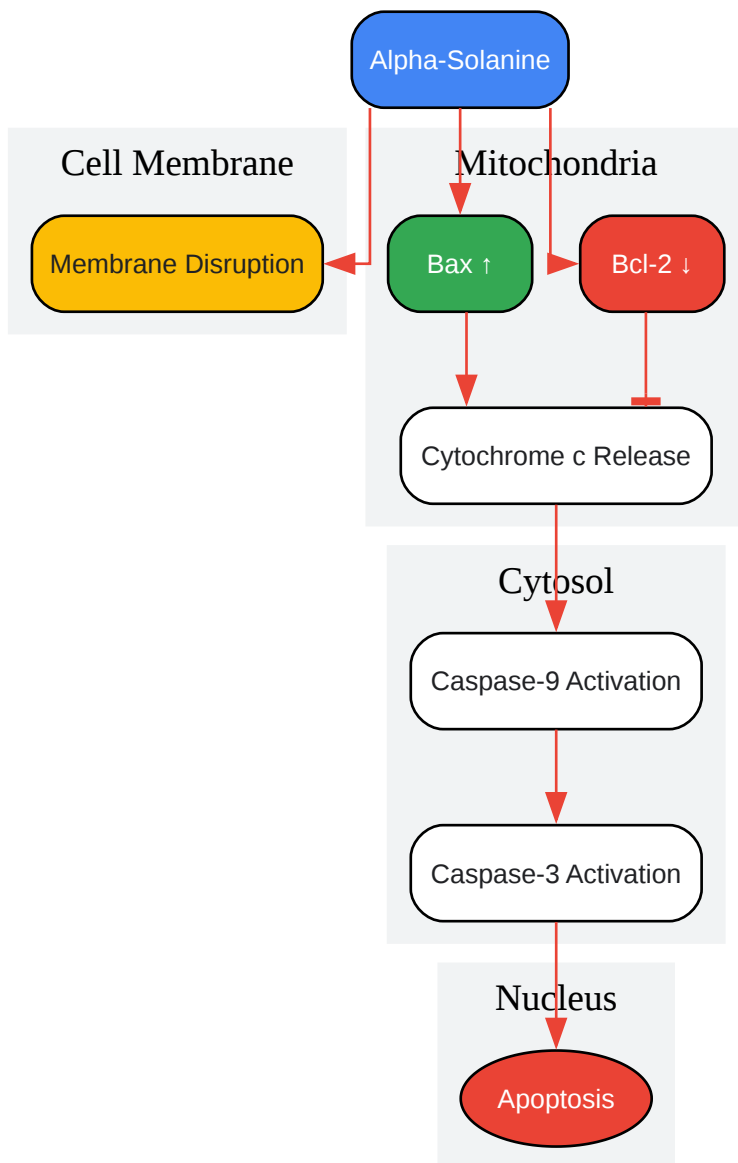 Alpha-Solanine
Cell Membrane
Mitochondria
Membrane Disruption
Bax ↑
Bcl-2 ↓
Cytochrome c Release
Cytosol
Caspase-9 Activation
Caspase-3 Activation
Nucleus
Apoptosis